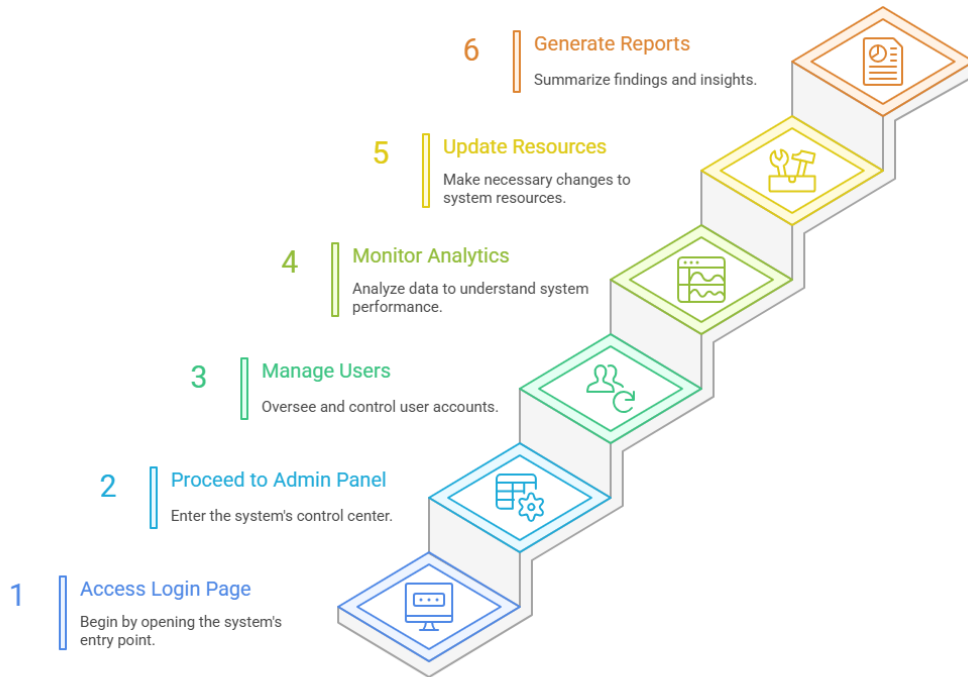 6
Generate Reports
Summarize findings and insights.
5
Update Resources
Make necessary changes to
system resources.
4
Monitor Analytics
Analyze data to understand system
performance.
3
Manage Users
Oversee and control user accounts.
2
Proceed to Admin Panel
Enter the system's control center.
1
Access Login Page
Begin by opening the system's
entry point.